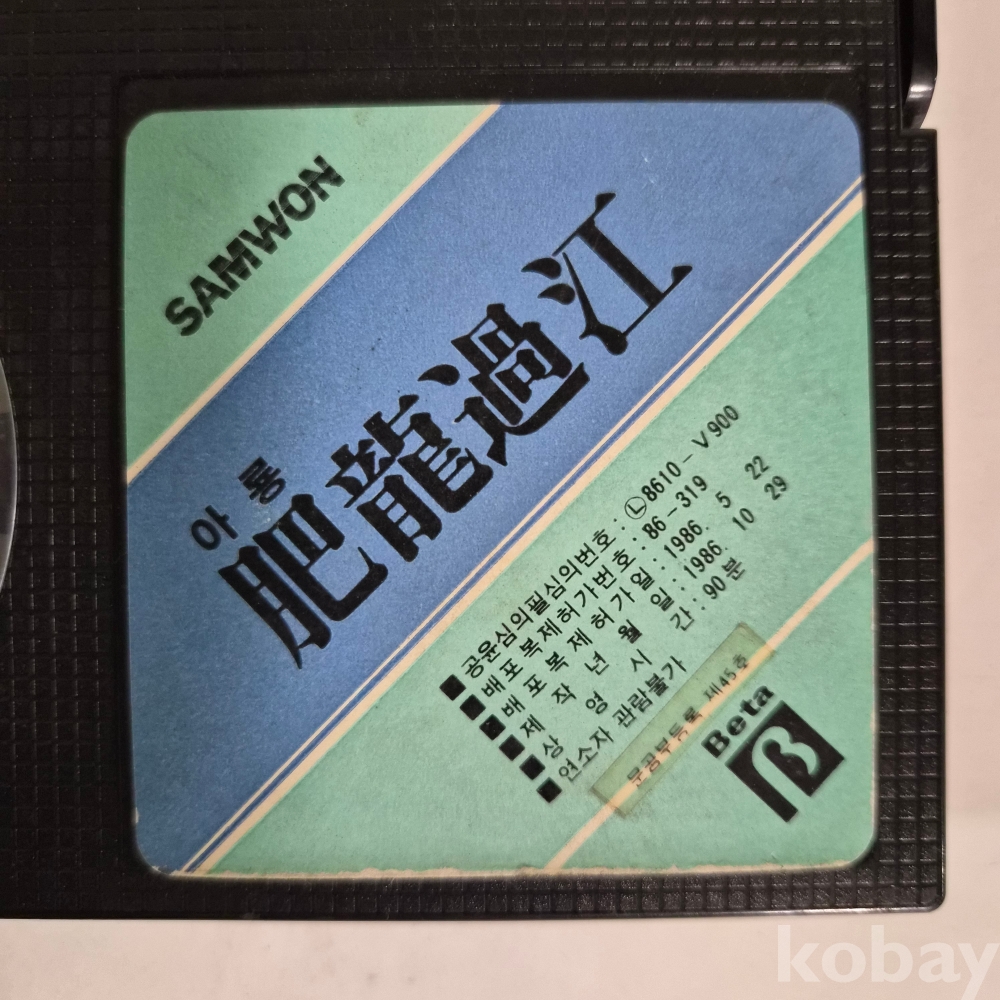 SAMWON
아룡
肥龍過江
■ 공윤심의필심의번호 : Ⓛ8610-V900
■ 배포복제허가번호 : 86-319
■ 배포복제허가일 : 1986. 5 22
■ 제작년월일 : 1986. 10 29
■ 상영시간 : 90분
■ 연소자 관람불가
문공부등록 제45호
Beta
kobay